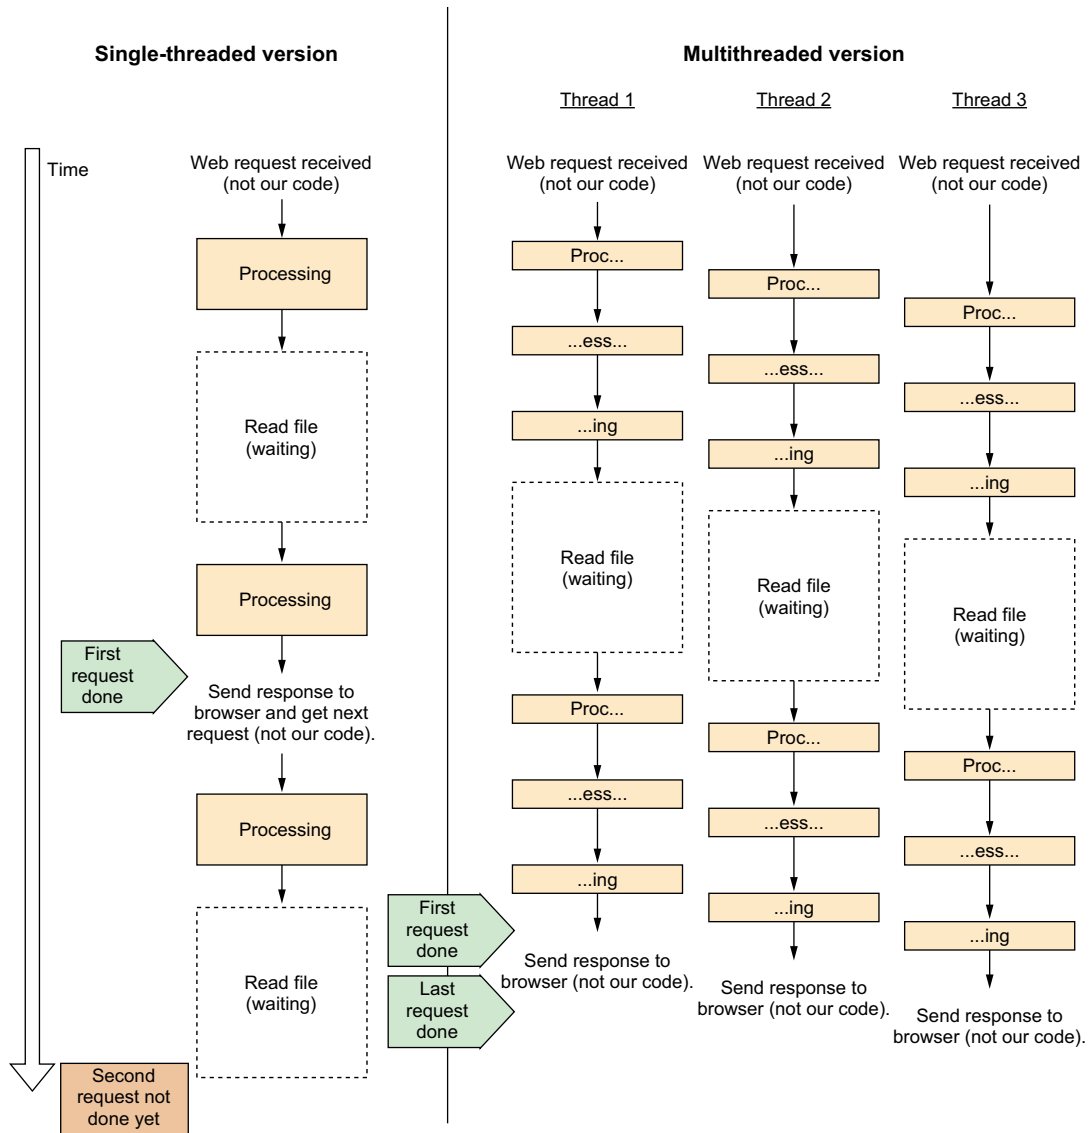 Single-threaded version
Time
Web request received
(not our code)
Processing
Read file
(waiting)
Processing
First
request
done
Send response to
browser and get next
request (not our code).
Processing
Read file
(waiting)
Second
request not
done yet
Multithreaded version
Thread 1
Web request received
(not our code)
Proc...
...ess...
...ing
Read file
(waiting)
Proc...
...ess...
...ing
First
request
done
Send response to
browser (not our code).
Last
request
done
Thread 2
Web request received
(not our code)
Proc...
...ess...
...ing
Read file
(waiting)
Proc...
...ess...
...ing
Send response to
browser (not our code).
Thread 3
Web request received
(not our code)
Proc...
...ess...
...ing
Read file
(waiting)
Proc...
...ess...
...ing
Send response to
browser (not our code).